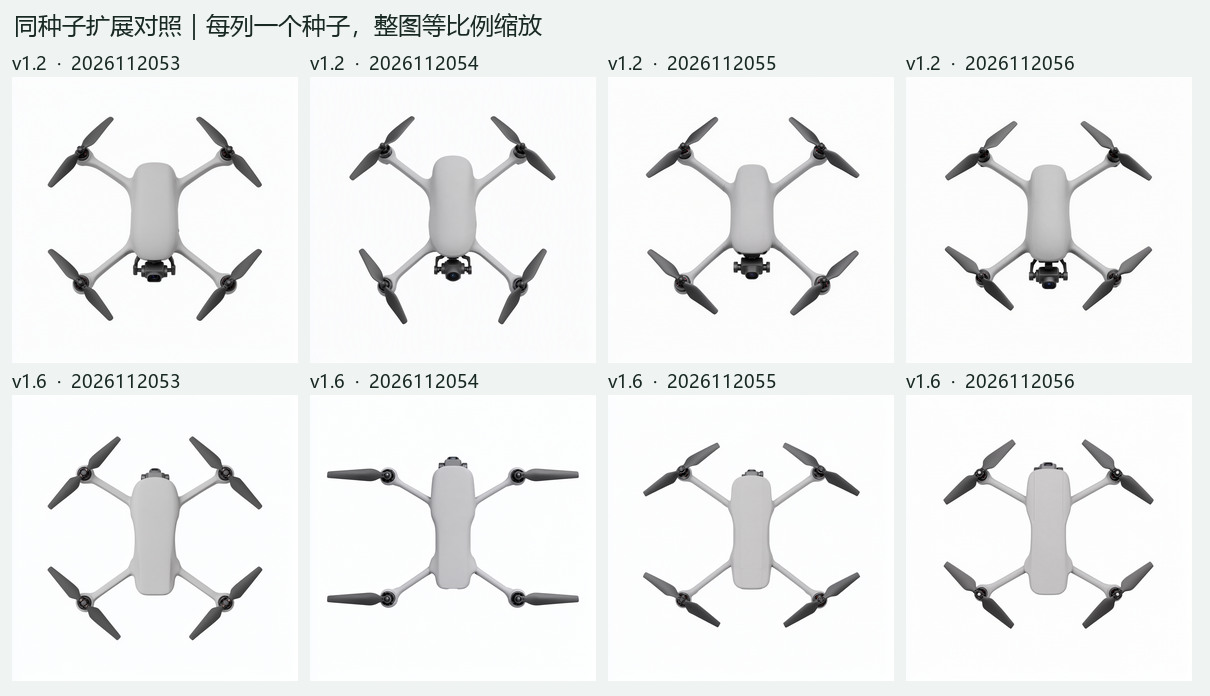 同种子扩展对照｜每列一个种子，整图等比例缩放
v1.2 · 2026112053
v1.2 · 2026112054
v1.2 · 2026112055
v1.2 · 2026112056
v1.6 · 2026112053
v1.6 · 2026112054
v1.6 · 2026112055
v1.6 · 2026112056